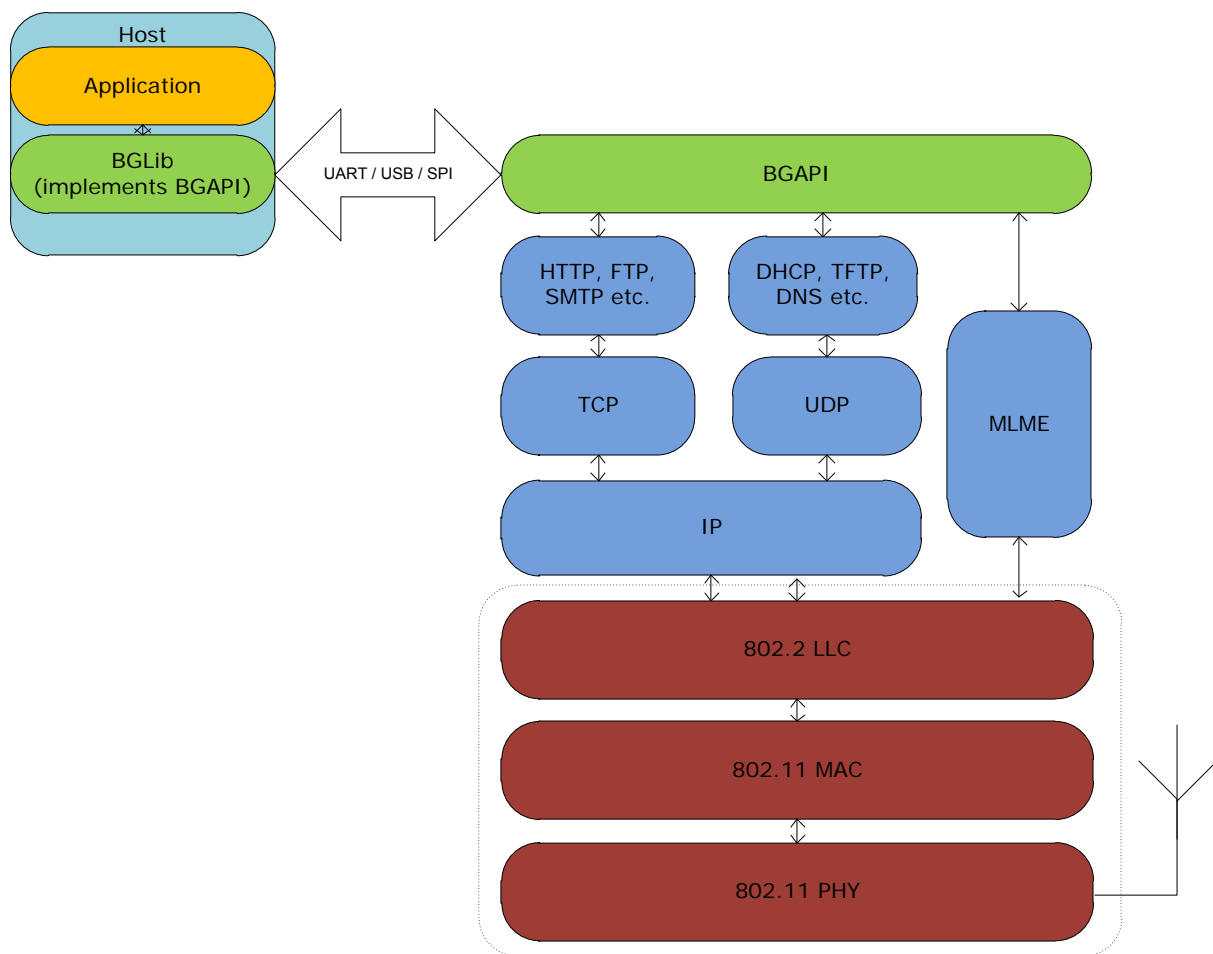 Host
Application
BGLib
(implements BGAPI)
UART / USB / SPI
BGAPI
HTTP, FTP,
SMTP etc.
DHCP, TFTP,
DNS etc.
TCP
UDP
MLME
IP
802.2 LLC
802.11 MAC
802.11 PHY